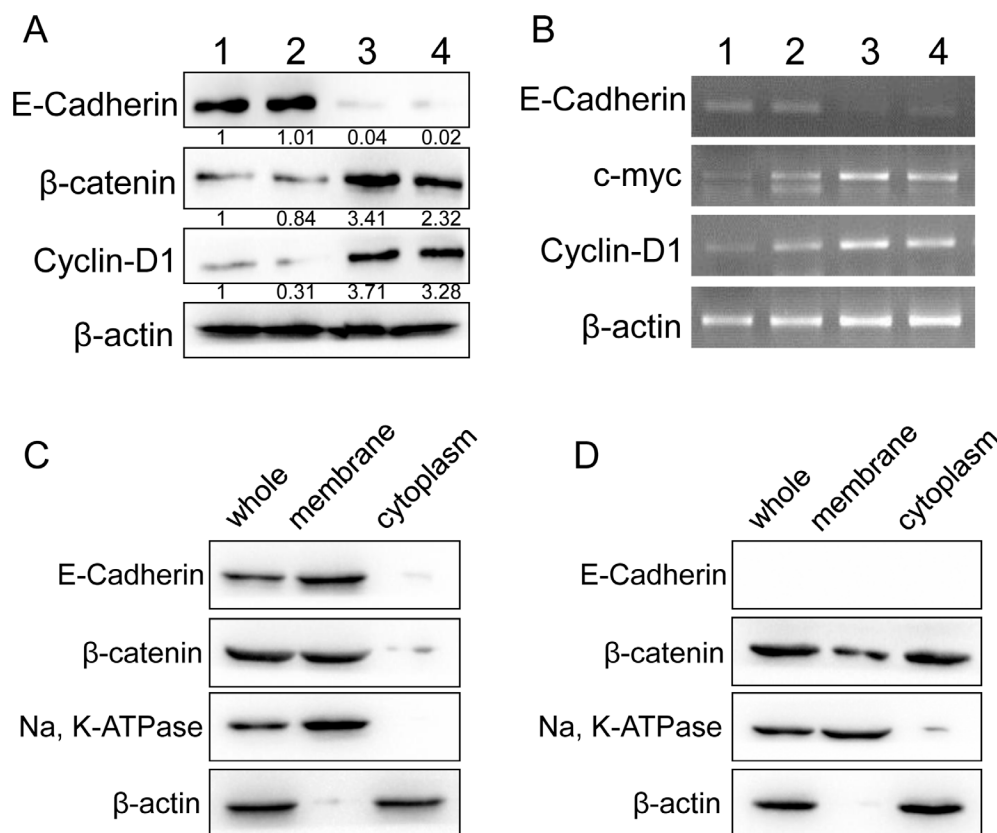 A
1 2 3 4
E-Cadherin
1 1.01 0.04 0.02
β-catenin
1 0.84 3.41 2.32
Cyclin-D1
1 0.31 3.71 3.28
β-actin
B
1 2 3 4
E-Cadherin
c-myc
Cyclin-D1
β-actin
C
whole membrane cytoplasm
E-Cadherin
β-catenin
Na, K-ATPase
β-actin
D
whole membrane cytoplasm
E-Cadherin
β-catenin
Na, K-ATPase
β-actin